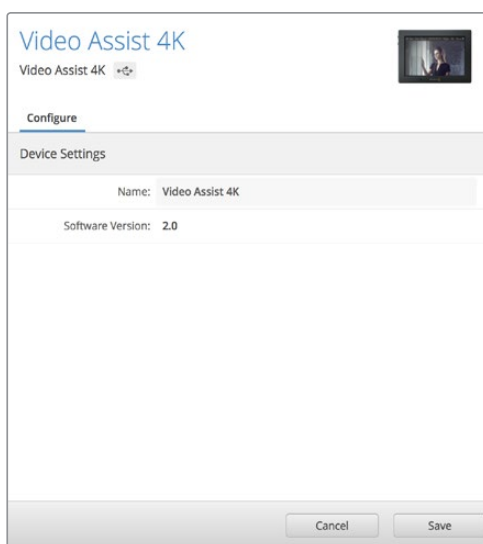 Video Assist 4K
Video Assist 4K
Configure
Device Settings
Name: Video Assist 4K
Software Version: 2.0
Cancel Save